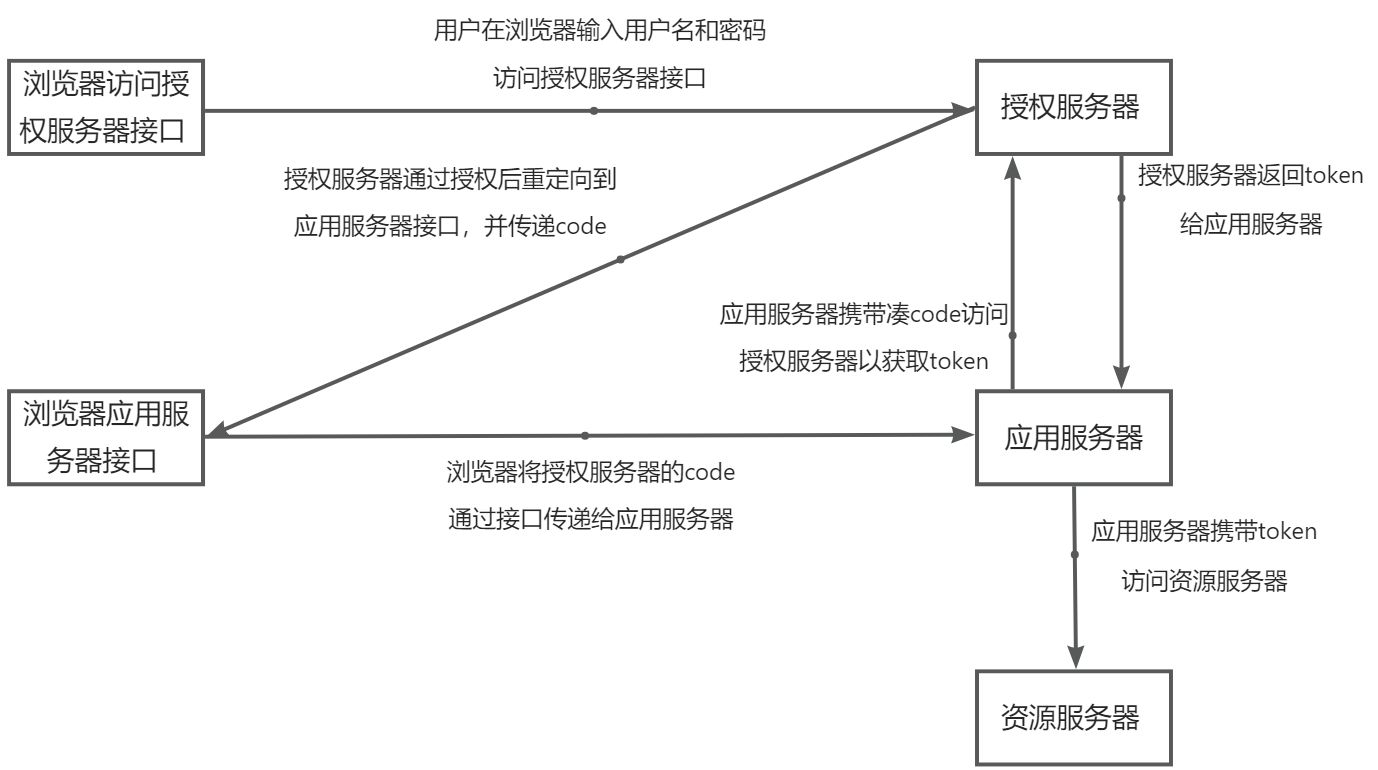 用户在浏览器输入用户名和密码
访问授权服务器接口
浏览器访问授
权服务器接口
授权服务器
授权服务器通过授权后重定向到
应用服务器接口，并传递code
授权服务器返回token
给应用服务器
应用服务器携带凑code访问
授权服务器以获取token
浏览器应用服
务器接口
应用服务器
浏览器将授权服务器的code
通过接口传递给应用服务器
应用服务器携带token
访问资源服务器
资源服务器